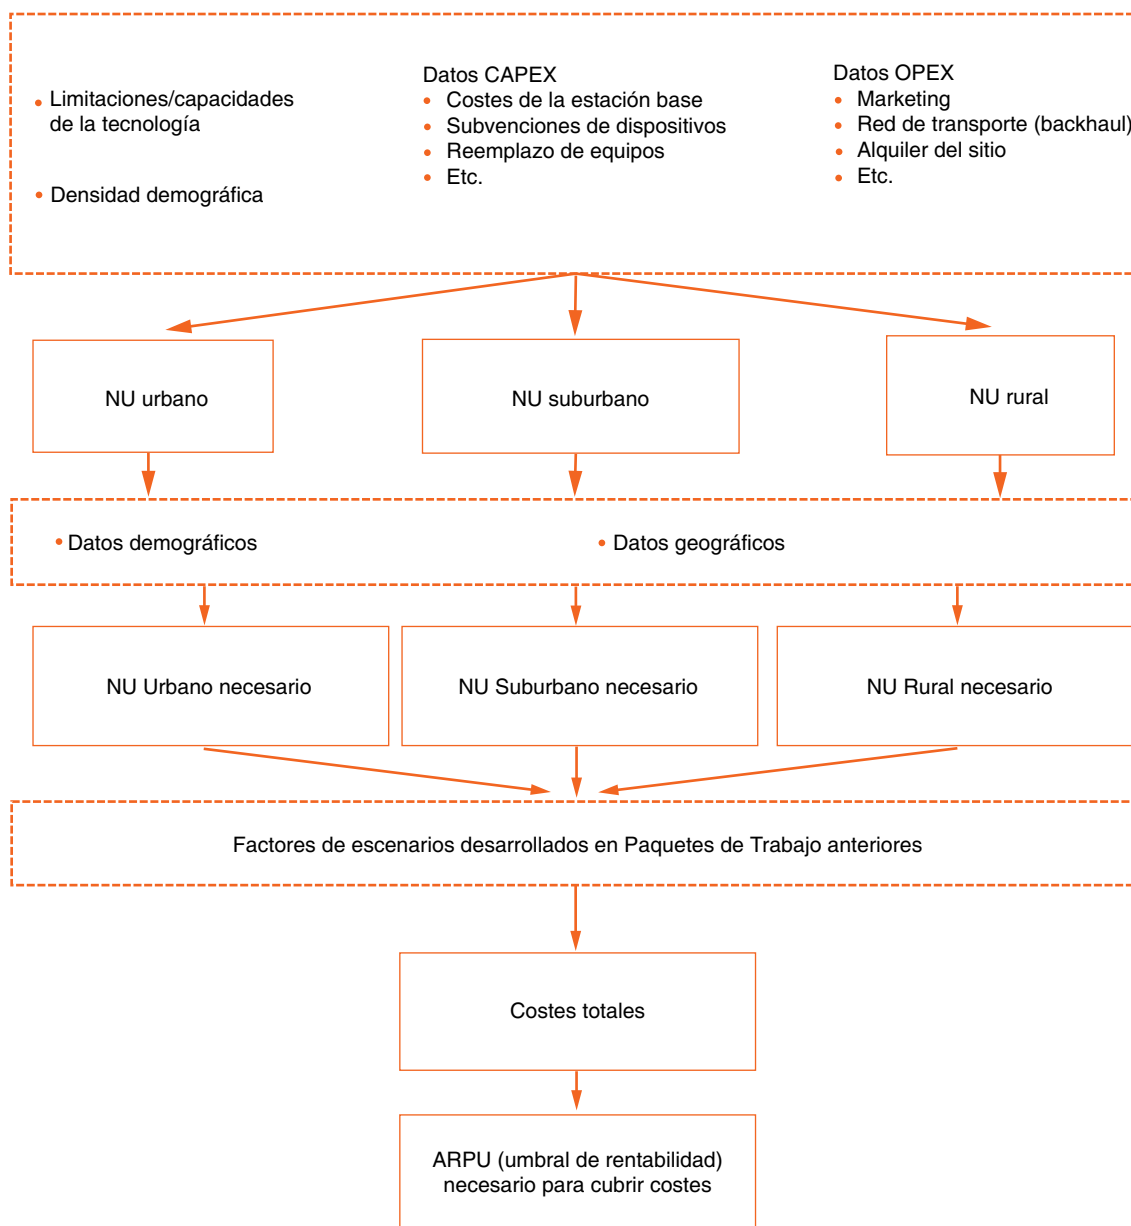 • Limitaciones/capacidades
de la tecnología
• Densidad demográfica
Datos CAPEX
• Costes de la estación base
• Subvenciones de dispositivos
• Reemplazo de equipos
• Etc.
Datos OPEX
• Marketing
• Red de transporte (backhaul)
• Alquiler del sitio
• Etc.
NU urbano
NU suburbano
NU rural
• Datos demográficos
• Datos geográficos
NU Urbano necesario
NU Suburbano necesario
NU Rural necesario
Factores de escenarios desarrollados en Paquetes de Trabajo anteriores
Costes totales
ARPU (umbral de rentabilidad)
necesario para cubrir costes